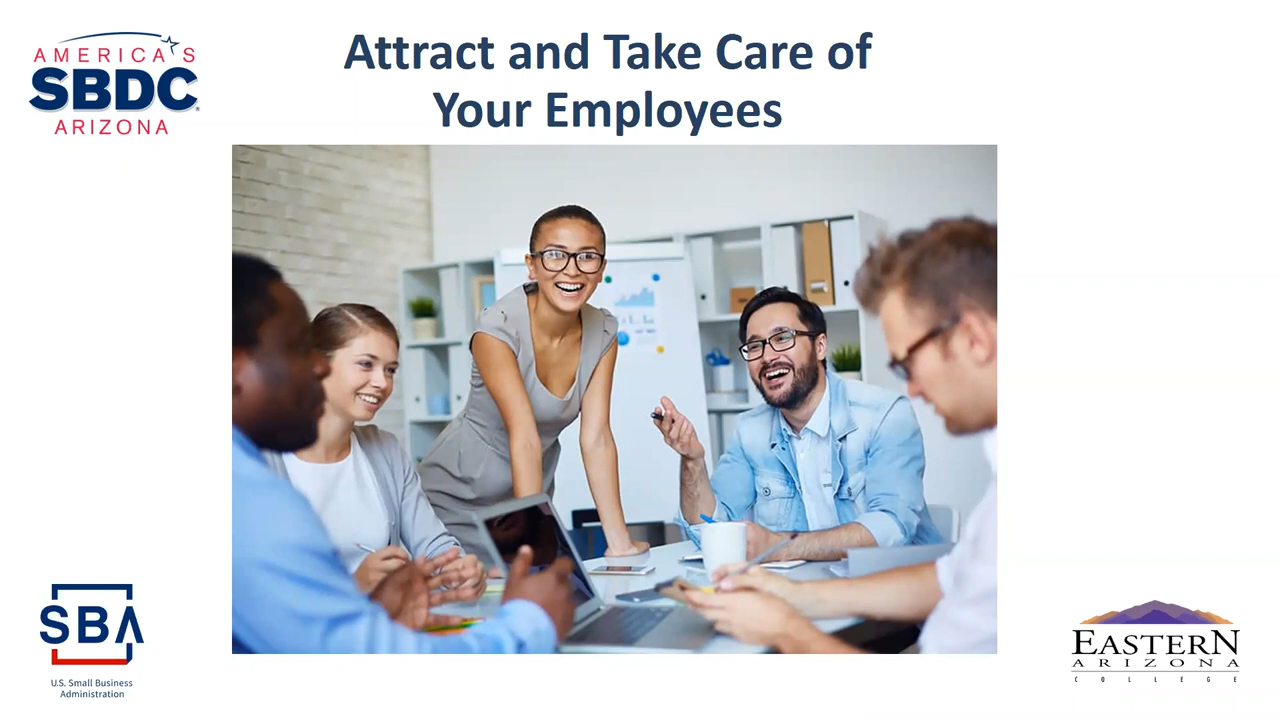 AMERICA'S
SBDC
ARIZONA
Attract and Take Care of
Your Employees
SBA
U.S. Small Business
Administration
EASTERN
ARIZONA
COLLEGE